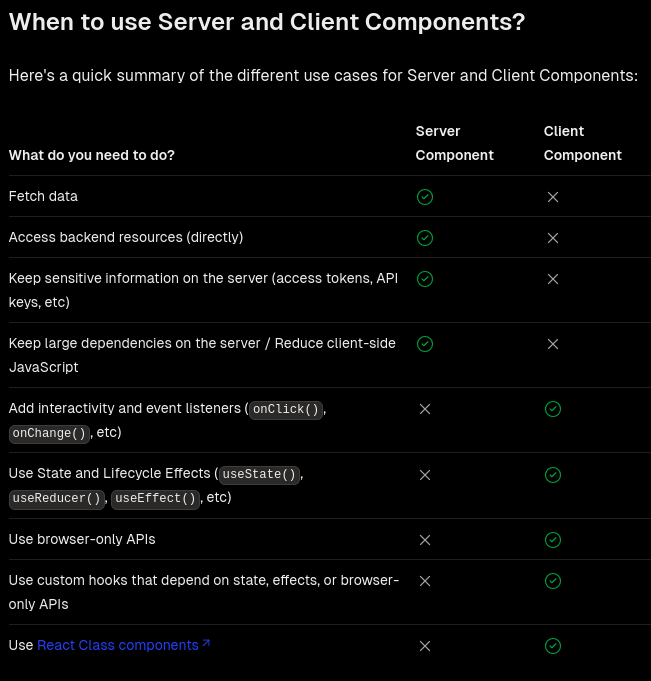 When to use Server and Client Components?
Here's a quick summary of the different use cases for Server and Client Components:
What do you need to do?
Server Component
Client Component
Fetch data
Access backend resources (directly)
Keep sensitive information on the server (access tokens, API
keys, etc)
Keep large dependencies on the server / Reduce client-side
JavaScript
Add interactivity and event listeners (onClick(),
onChange(), etc)
Use State and Lifecycle Effects (useState(),
useReducer(), useEffect(), etc)
Use browser-only APIs
Use custom hooks that depend on state, effects, or browser-
only APIs
Use React Class components